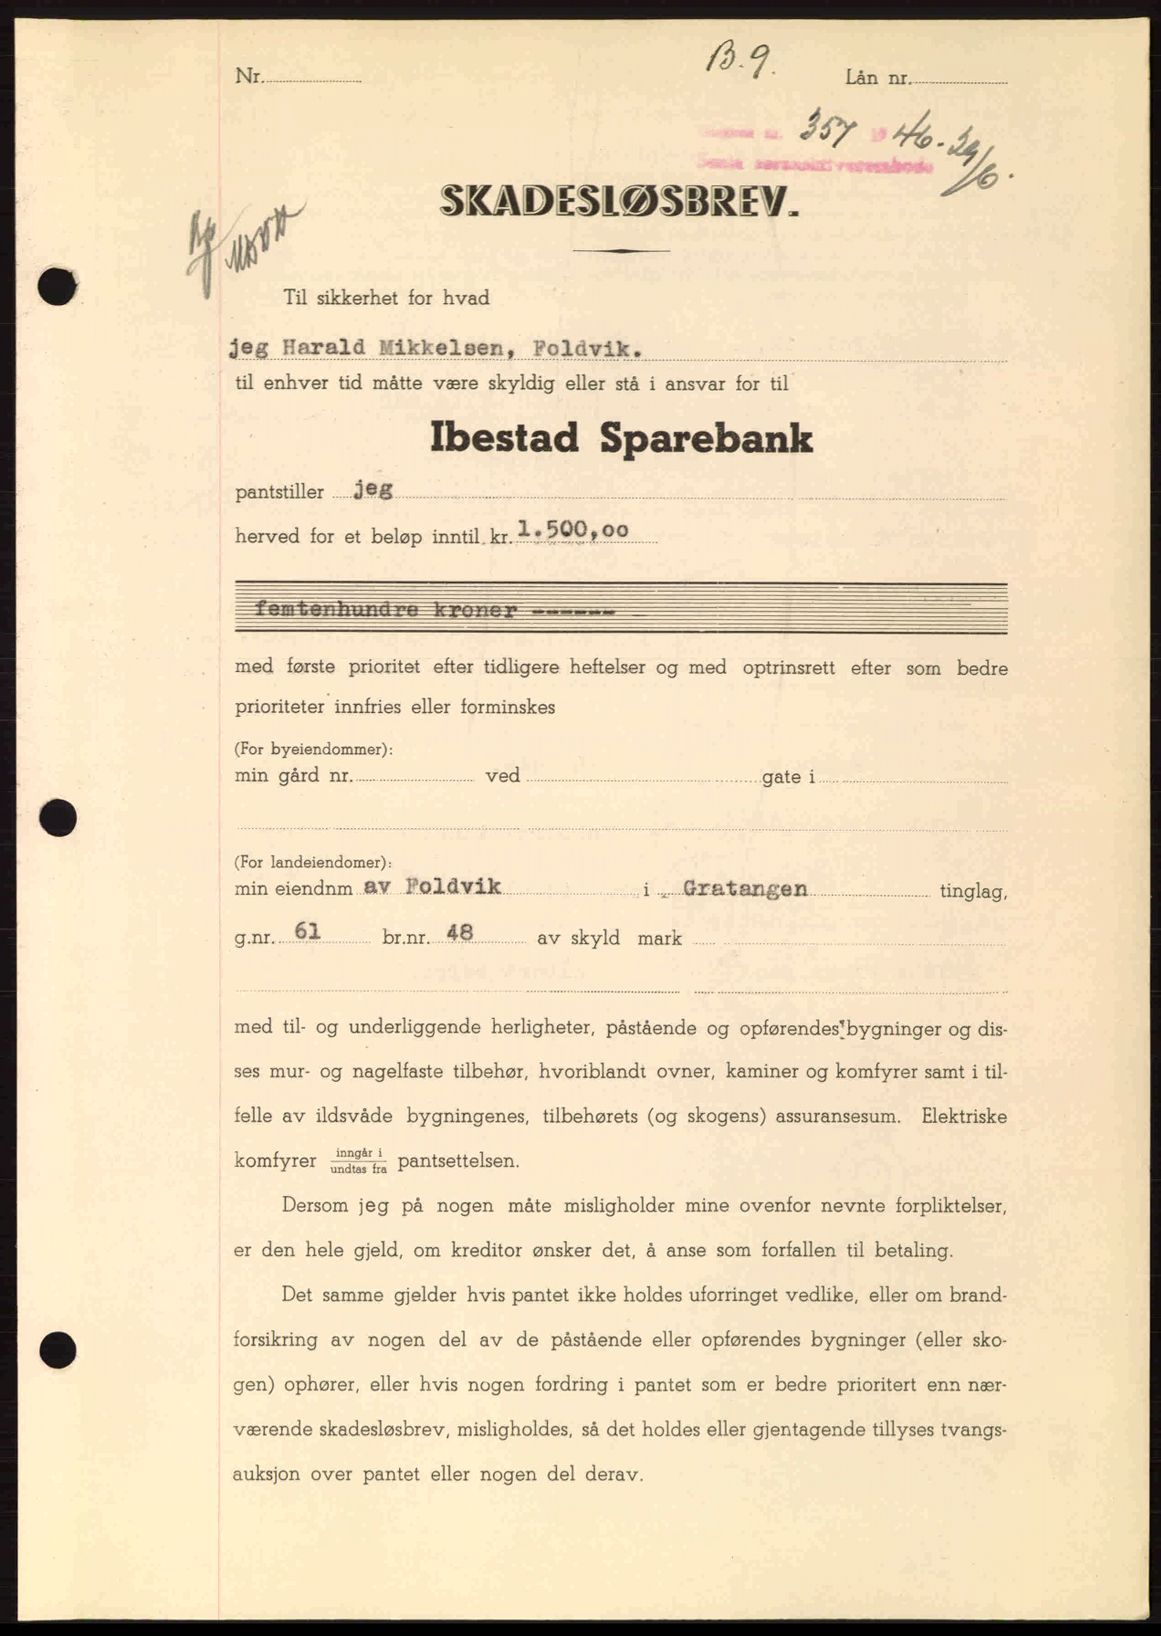 B. 9.
Nr. Lån nr.
357 46. 29/6.
SKADESLØSBREV.
Til sikkerhet for hvad
jeg Harald Mikkelsen, Foldvik.
til enhver tid måtte være skyldig eller stå i ansvar for til
Ibestad Sparebank
pantstiller jeg
herved for et beløp inntil kr. 1.500,oo
femtenhundre kroner ------
med første prioritet efter tidligere heftelser og med optrinsrett efter som bedre
prioriteter innfries eller forminskes
(For byeiendommer):
min gård nr. ved gate i
(For landeiendomer):
min eiendnm av Foldvik i Gratangen tinglag,
g.nr. 61 br.nr. 48 av skyld mark
med til- og underliggende herligheter, påstående og opførendes bygninger og dis-
ses mur- og nagelfaste tilbehør, hvoriblandt ovner, kaminer og komfyrer samt i til-
felle av ildsvåde bygningenes, tilbehørets (og skogens) assuransesum. Elektriske
komfyrer inngår i / undtas fra pantsettelsen.
Dersom jeg på nogen måte misligholder mine ovenfor nevnte forpliktelser,
er den hele gjeld, om kreditor ønsker det, å anse som forfallen til betaling.
Det samme gjelder hvis pantet ikke holdes uforringet vedlike, eller om brand-
forsikring av nogen del av de påstående eller opførendes bygninger (eller sko-
gen) ophører, eller hvis nogen fordring i pantet som er bedre prioritert enn nær-
værende skadesløsbrev, misligholdes, så det holdes eller gjentagende tillyses tvangs-
auksjon over pantet eller nogen del derav.